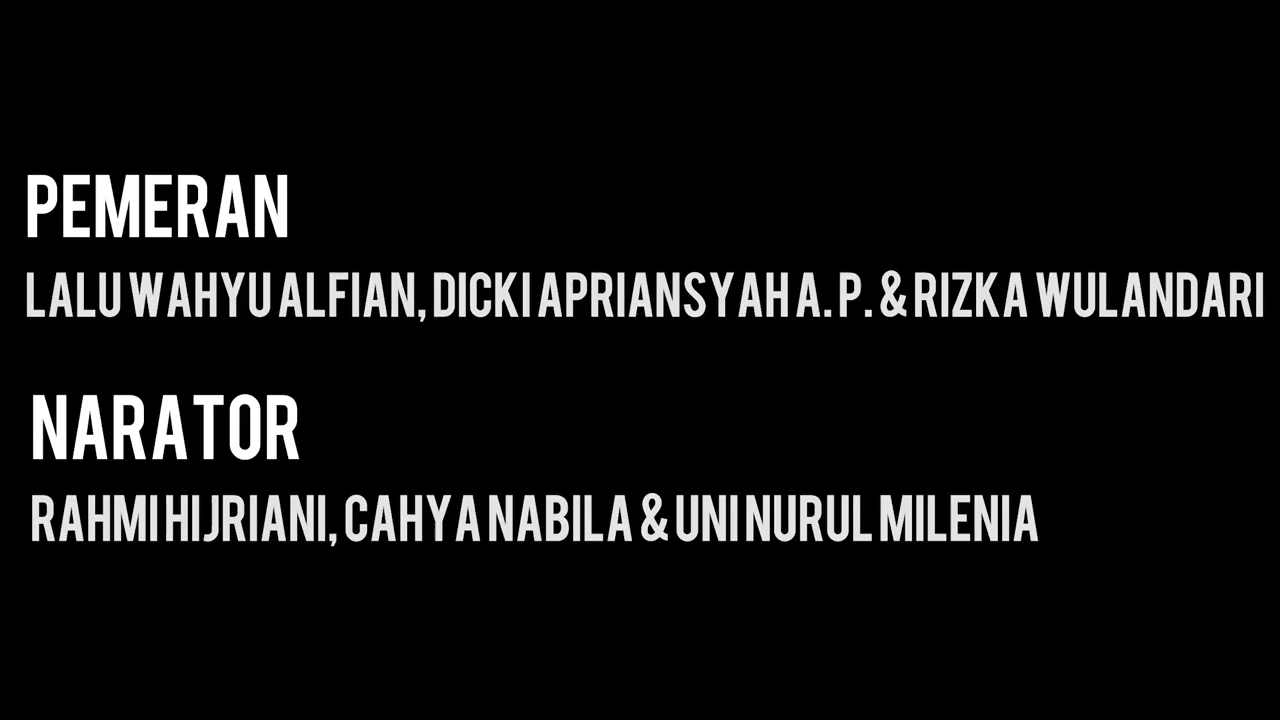 PEMERAN
LALU WAHYU ALFIAN, DICKI APRIANSYAH A. P. & RIZKA WULANDARI
NARATOR
RAHMI HIJRIANI, CAHYA NABILA & UNI NURUL MILENIA